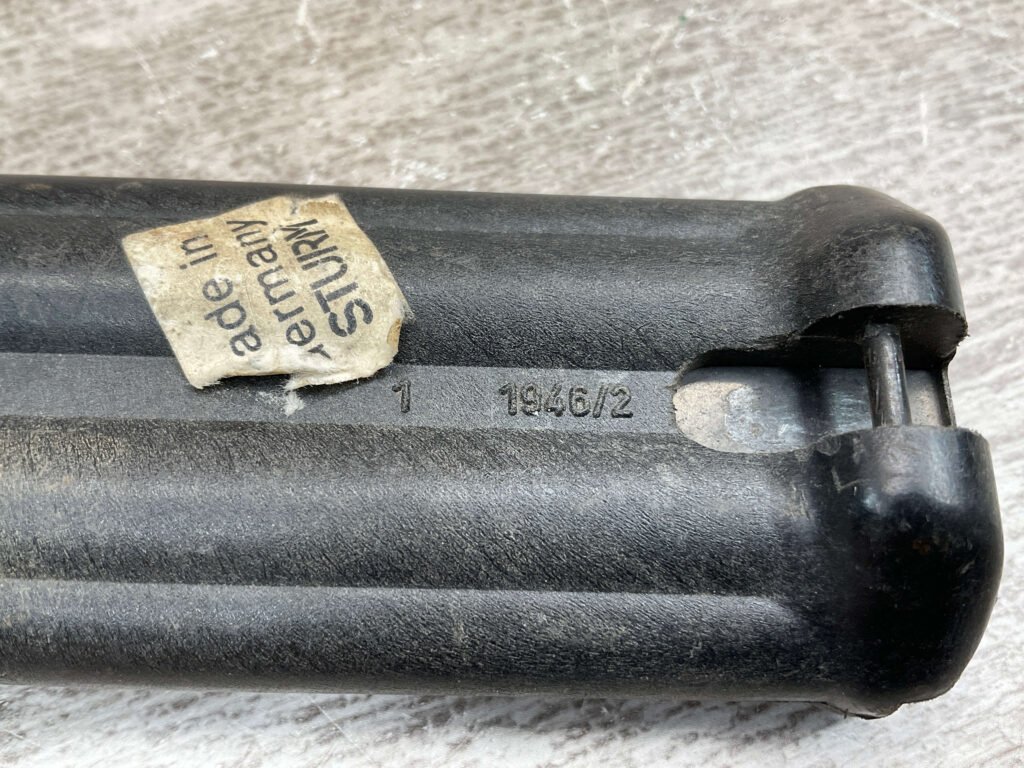 ade in
ermany
STURM
1 1946/2